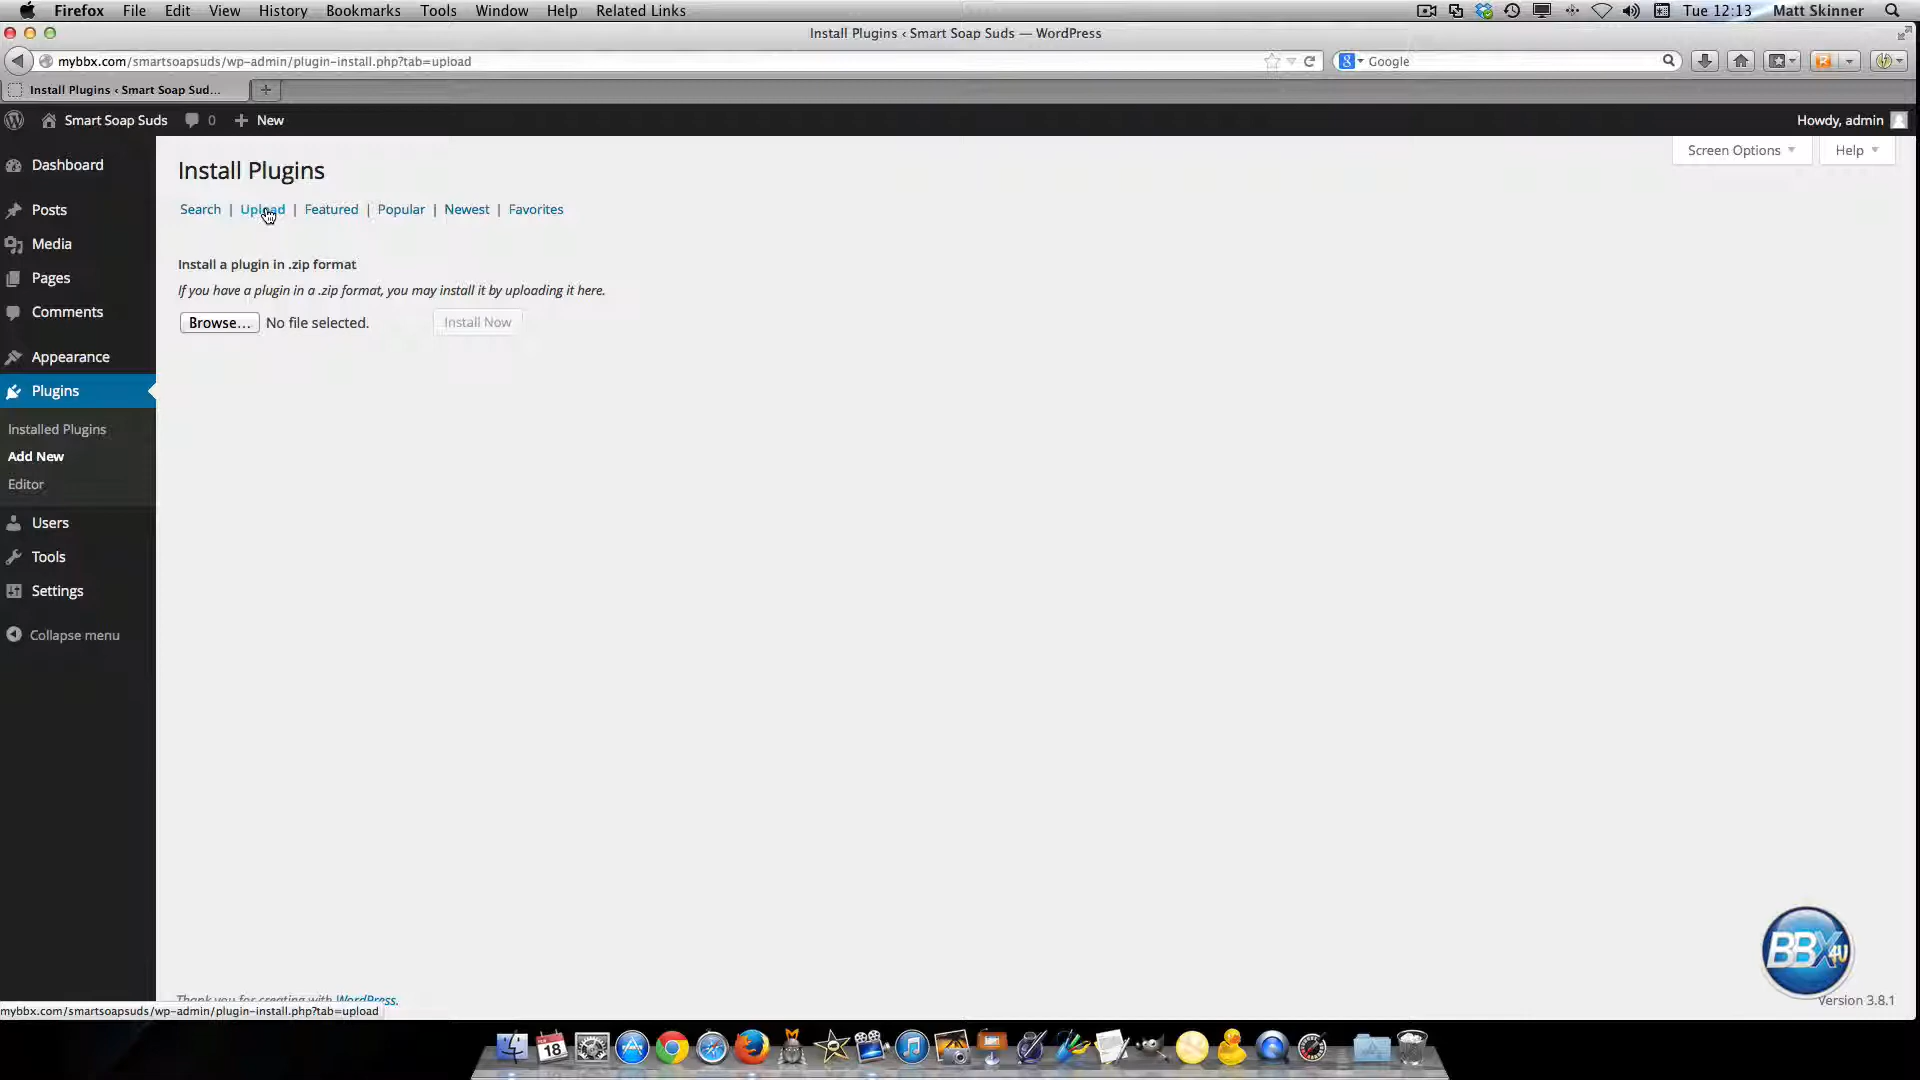 Firefox File Edit View History Bookmarks Tools Window Help Related Links Tue 12:13 Matt Skinner
Install Plugins ‹ Smart Soap Suds — WordPress
mybbx.com/smartsoapsuds/wp-admin/plugin-install.php?tab=upload Google
Install Plugins ‹ Smart Soap Sud...
Smart Soap Suds 0 + New Howdy, admin
Screen Options Help
Dashboard
Posts
Media
Pages
Comments
Appearance
Plugins
Installed Plugins
Add New
Editor
Users
Tools
Settings
Collapse menu
Install Plugins
Search | Upload | Featured | Popular | Newest | Favorites
Install a plugin in .zip format
If you have a plugin in a .zip format, you may install it by uploading it here.
Browse... No file selected. Install Now
BBX4U
Thank you for creating with WordPress.
Version 3.8.1
mybbx.com/smartsoapsuds/wp-admin/plugin-install.php?tab=upload
18